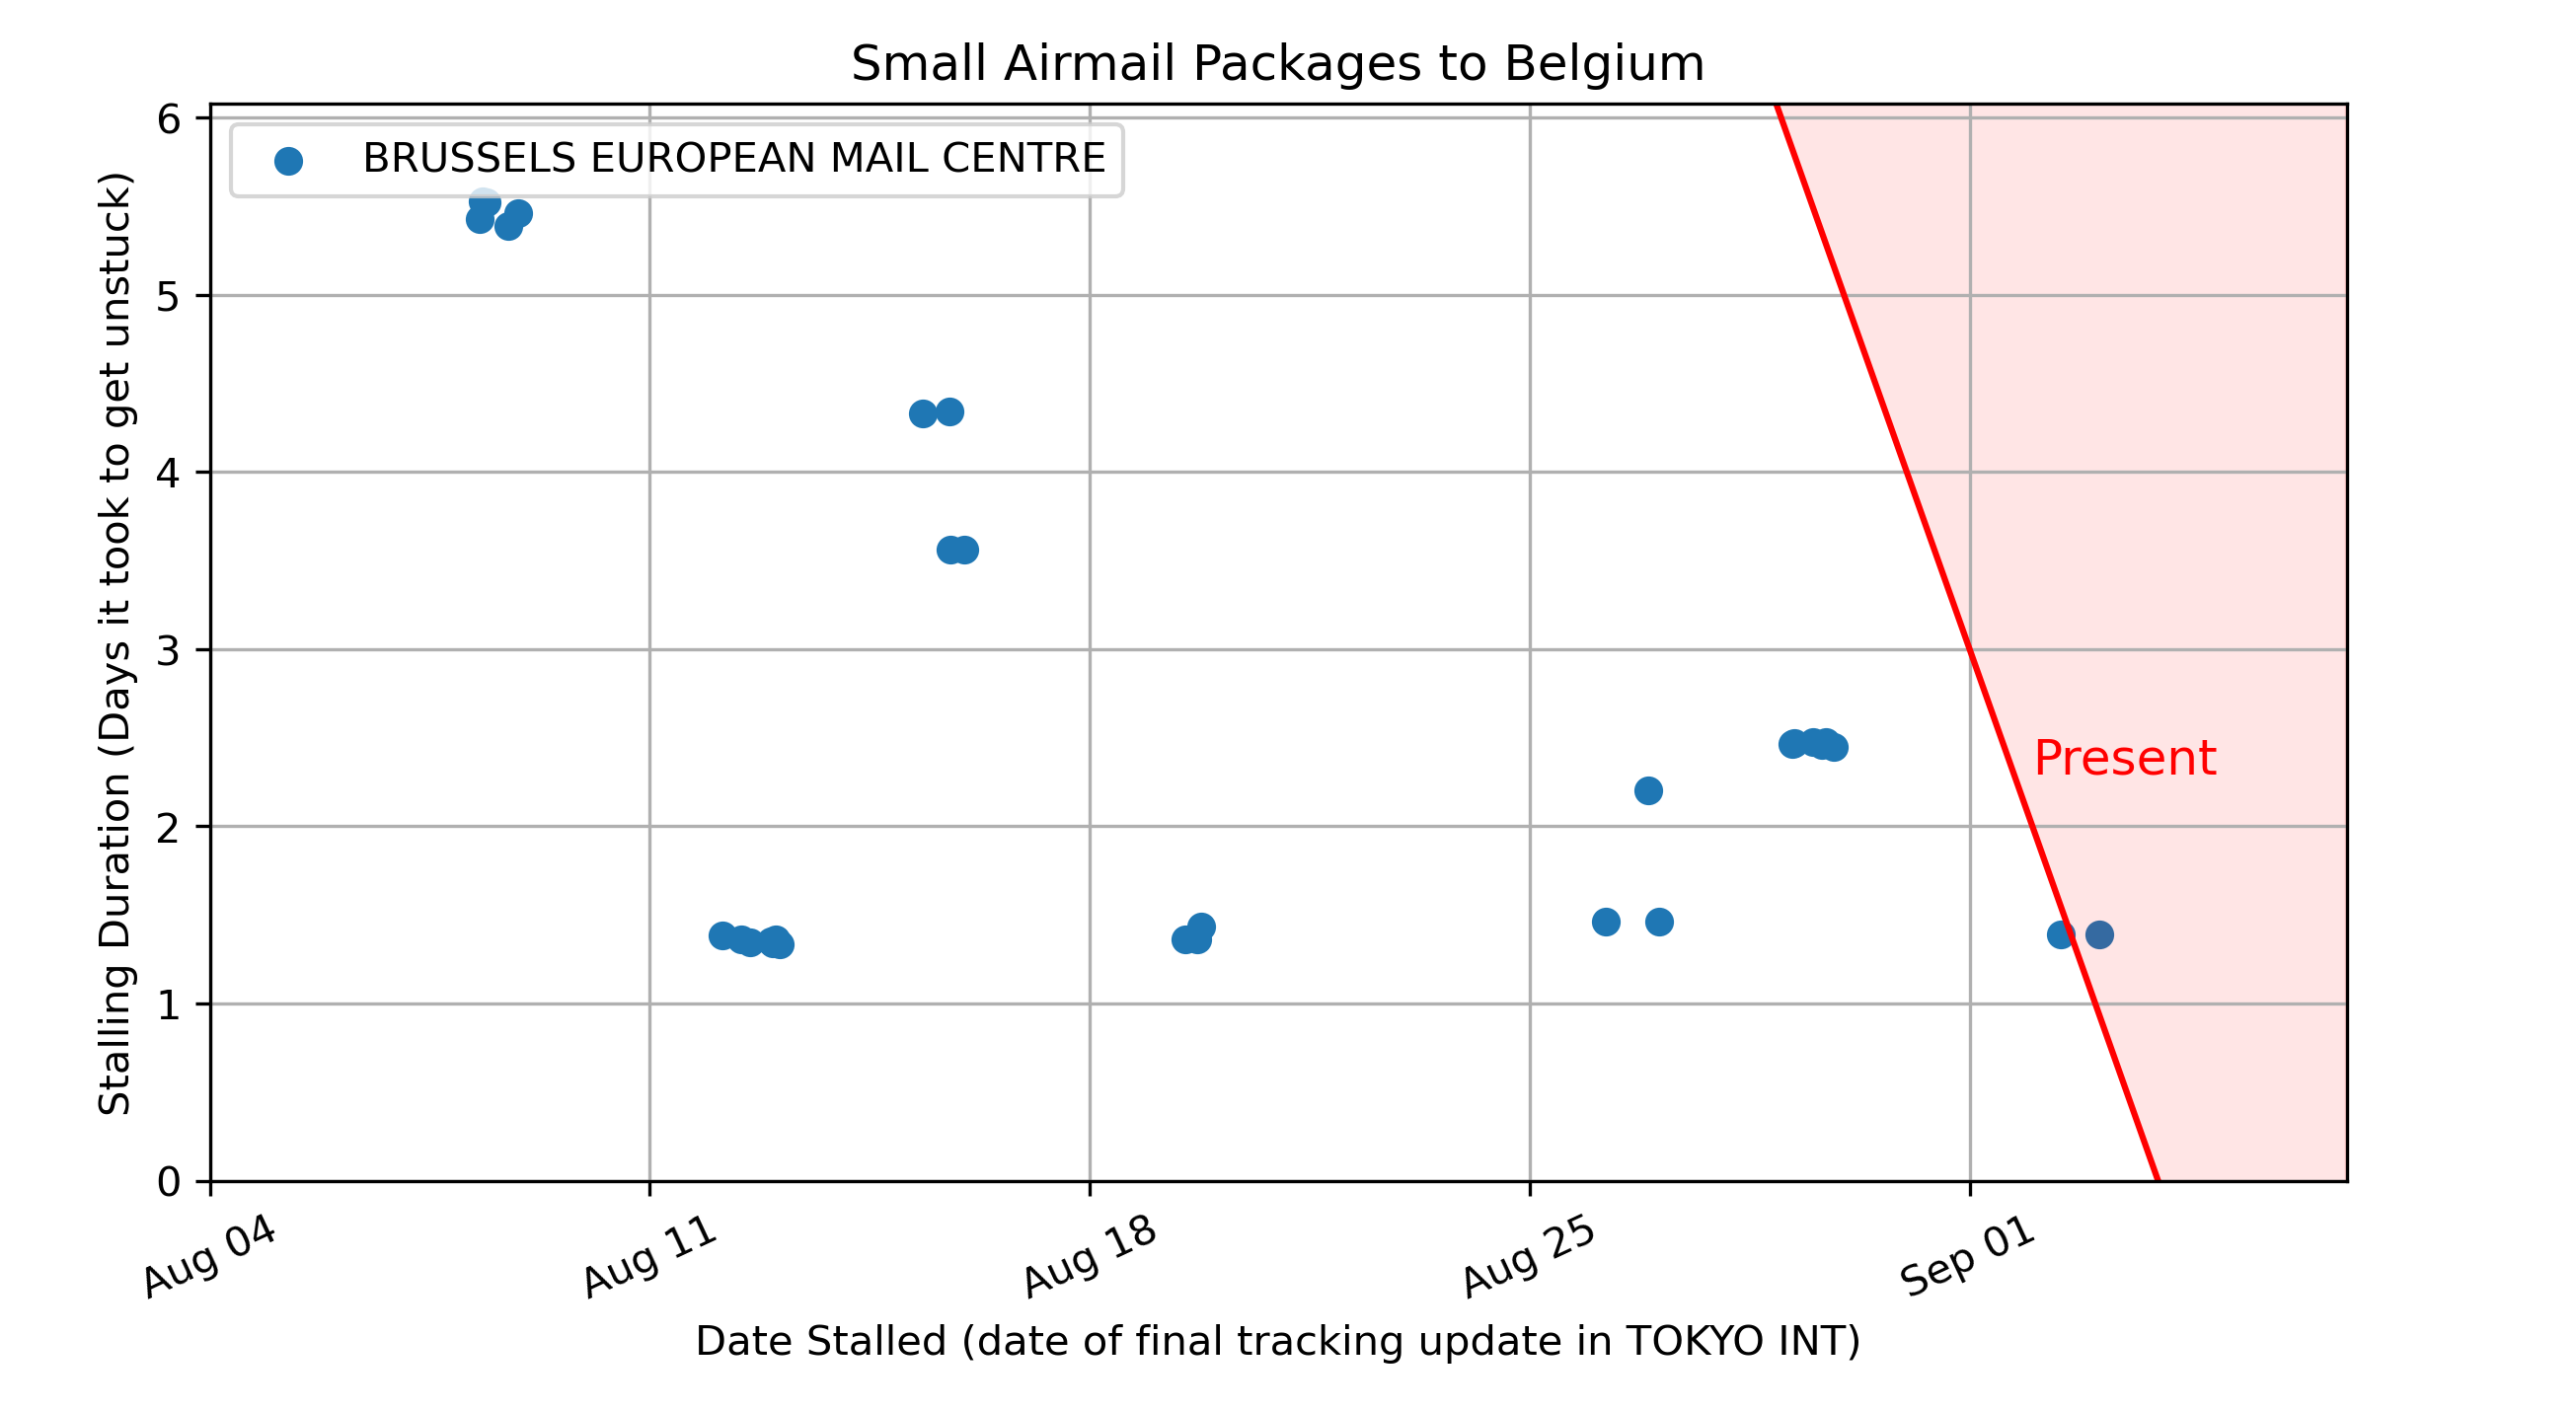 Small Airmail Packages to Belgium
BRUSSELS EUROPEAN MAIL CENTRE
Stalling Duration (Days it took to get unstuck)
6
5
4
3
2
1
0
Present
Aug 04
Aug 11
Aug 18
Aug 25
Sep 01
Date Stalled (date of final tracking update in TOKYO INT)